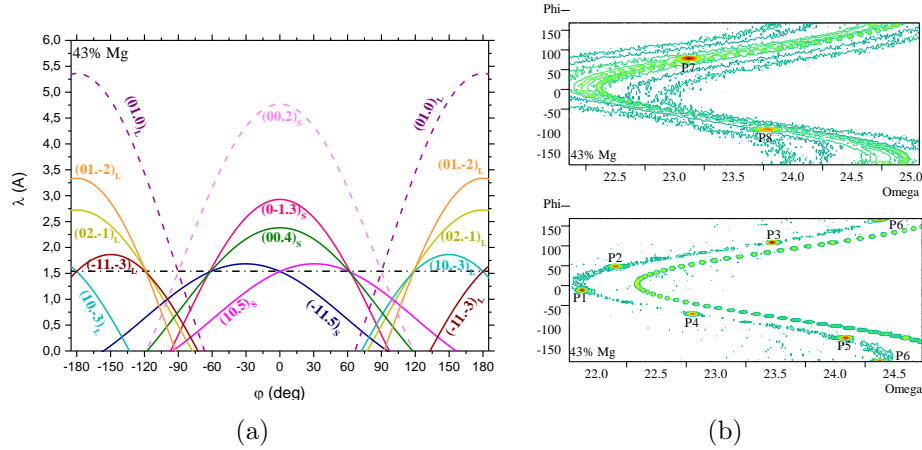 (a)
43% Mg
λ (A)
6,0
5,5
5,0
4,5
4,0
3,5
3,0
2,5
2,0
1,5
1,0
0,5
0,0
(01.0)L
(00.2)S
(01.0)L
(01.-2)L
(01.-2)L
(02.-1)L
(0-1.3)S
(02.-1)L
(00.4)S
(-11.-3)L
(10.-3)L
(10.-3)L
(10.5)S
(-11.5)S
(-11.-3)L
-180 -150 -120 -90 -60 -30 0 30 60 90 120 150 180
φ (deg)
(b)
Phi
100
50
0
-50
-100
-150
P7
P8
43% Mg
22.5 23.0 23.5 24.0 24.5 25.0
Omega
Phi
150
100
50
0
-50
-100
-150
P6
P3
P2
P1
P4
P5
P6
43% Mg
22.0 22.5 23.0 23.5 24.0 24.5
Omega
(a)
(b)